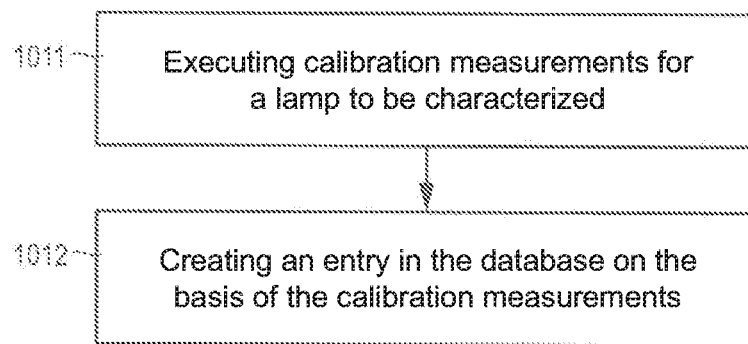 1011
Executing calibration measurements for
a lamp to be characterized
1012
Creating an entry in the database on the
basis of the calibration measurements